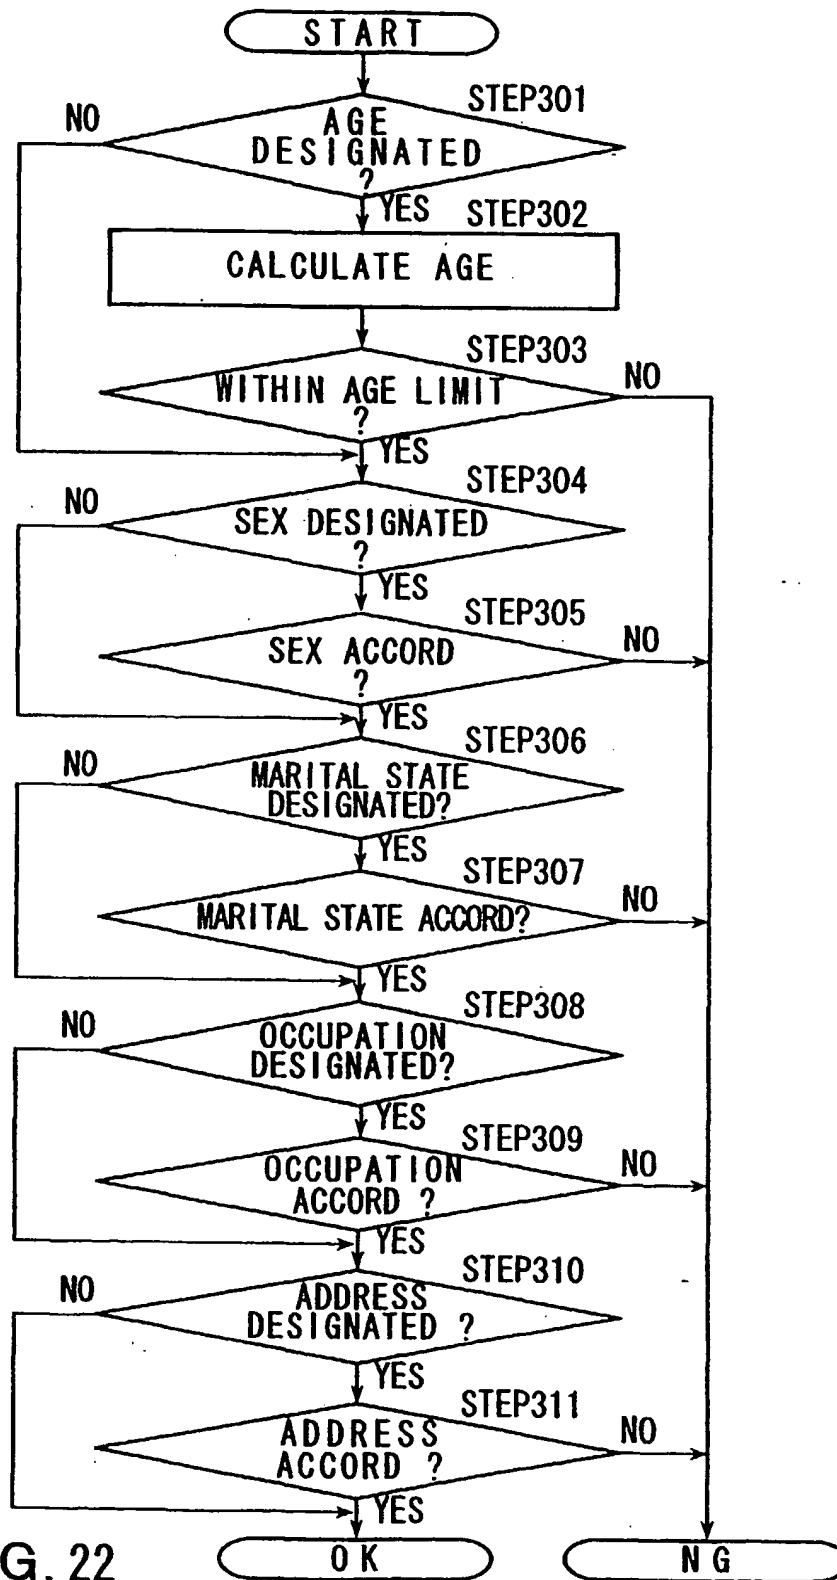 START
STEP301
NO
AGE
DESIGNATED
?
YES
STEP302
CALCULATE AGE
STEP303
NO
WITHIN AGE LIMIT
?
YES
STEP304
NO
SEX DESIGNATED
?
YES
STEP305
NO
SEX ACCORD
?
YES
STEP306
NO
MARITAL STATE
DESIGNATED?
YES
STEP307
NO
MARITAL STATE ACCORD?
YES
STEP308
NO
OCCUPATION
DESIGNATED?
YES
STEP309
NO
OCCUPATION
ACCORD ?
YES
STEP310
NO
ADDRESS
DESIGNATED ?
YES
STEP311
NO
ADDRESS
ACCORD ?
YES
G. 22
OK
NG